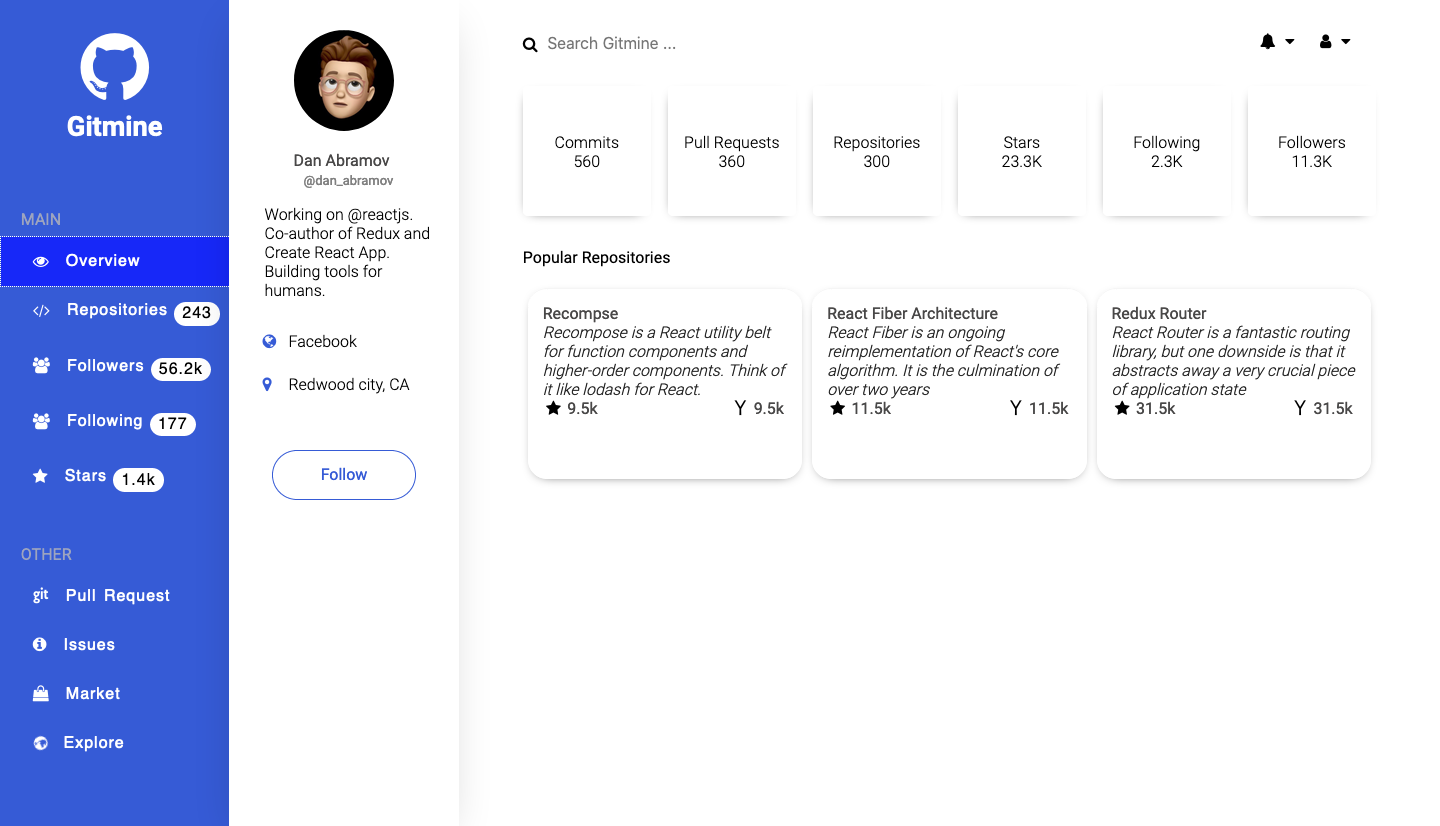 Gitmine
MAIN
Overview
Repositories 243
Followers 56.2k
Following 177
Stars 1.4k
OTHER
git Pull Request
Issues
Market
Explore
Dan Abramov
@dan_abramov
Working on @reactjs.
Co-author of Redux and
Create React App.
Building tools for
humans.
Facebook
Redwood city, CA
Follow
Search Gitmine ...
Commits
560
Pull Requests
360
Repositories
300
Stars
23.3K
Following
2.3K
Followers
11.3K
Popular Repositories
Recompse
Recompose is a React utility belt
for function components and
higher-order components. Think of
it like lodash for React.
9.5k 9.5k
React Fiber Architecture
React Fiber is an ongoing
reimplementation of React's core
algorithm. It is the culmination of
over two years
11.5k 11.5k
Redux Router
React Router is a fantastic routing
library, but one downside is that it
abstracts away a very crucial piece
of application state
31.5k 31.5k